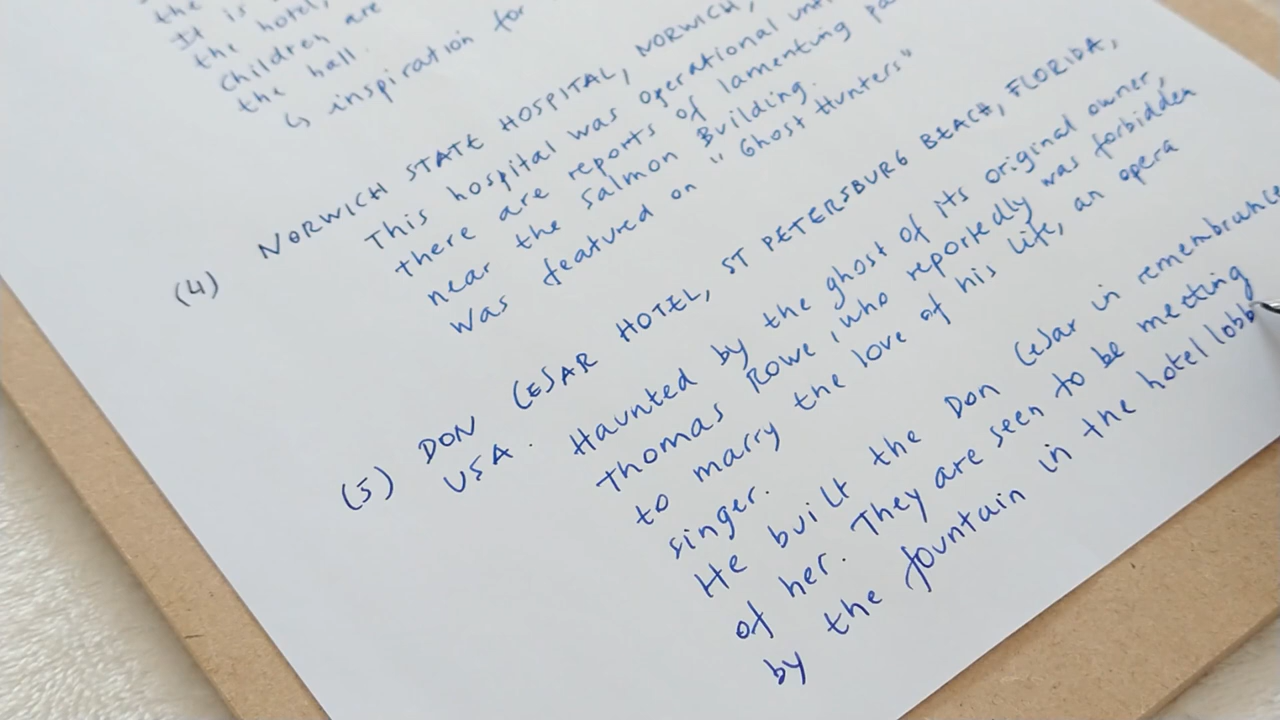 the
It is
the hotel,
Children are
the hall.
↳ inspiration for
(4) NORWICH STATE HOSPITAL, NORWICH,
This hospital was operational until
there are reports of lamenting
near the Salmon Building.
was featured on "Ghost Hunters"
(5) DON CESAR HOTEL, ST PETERSBURG BEACH, FLORIDA,
USA.
Haunted by the ghost of its original owner,
Thomas Rowe, who reportedly was forbidden
to marry the love of his life, an opera
singer.
He built the Don Cesar in remembrance
of her. They are seen to be meeting
by the fountain in the hotel lobb